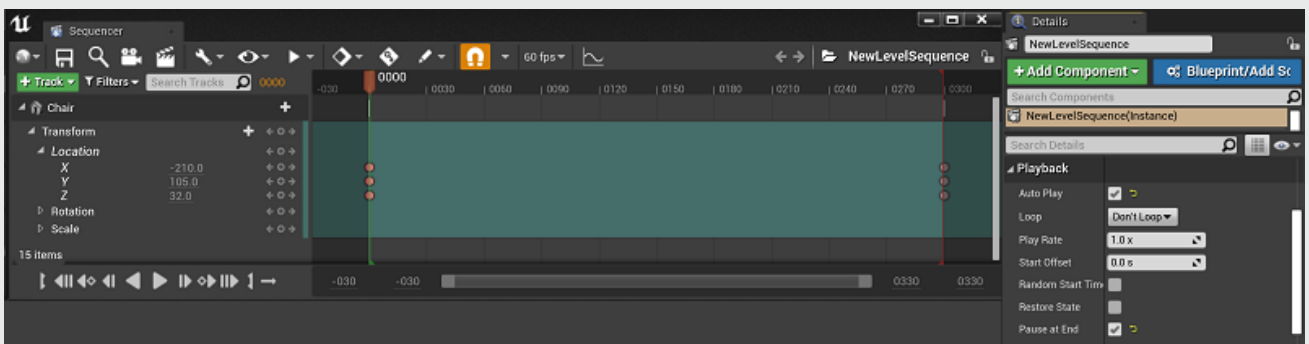 Sequencer
60 fps
NewLevelSequence
+ Track
Filters
Search Tracks
0000
-030
0000
0030
0060
0090
0120
0150
0180
0210
0240
0270
0300
Chair
Transform
Location
X -210.0
Y 105.0
Z 32.0
Rotation
Scale
15 items
-030
-030
0330
0330
Details
NewLevelSequence
+Add Component
Blueprint/Add Sc
Search Components
NewLevelSequence(Instance)
Search Details
Playback
Auto Play
Loop Don't Loop
Play Rate 1.0 x
Start Offset 0.0 s
Random Start Tim
Restore State
Pause at End